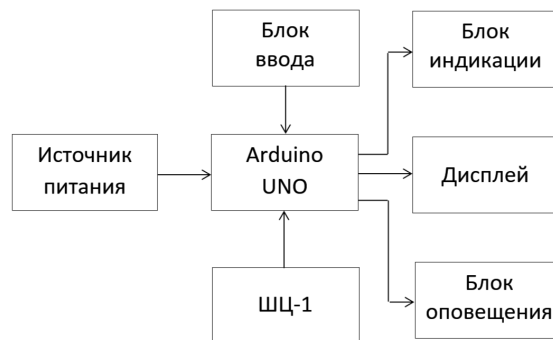 Блок
ввода
Блок
индикации
Источник
питания
Arduino
UNO
Дисплей
ШЦ-1
Блок
оповещения